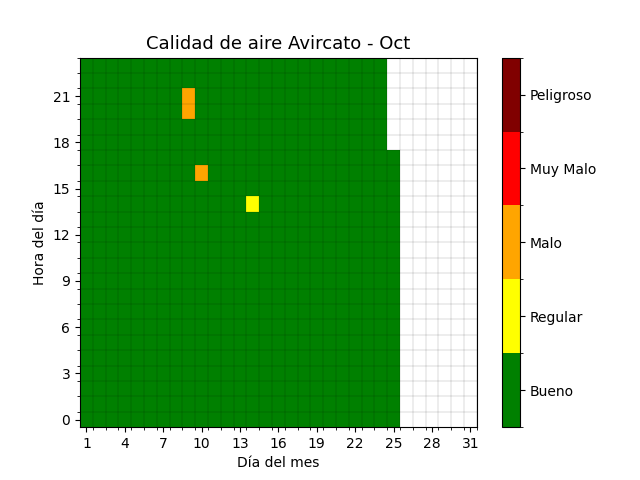 Calidad de aire Avircato - Oct
Hora del día
21
18
15
12
9
6
3
0
1 4 7 10 13 16 19 22 25 28 31
Día del mes
Peligroso
Muy Malo
Malo
Regular
Bueno